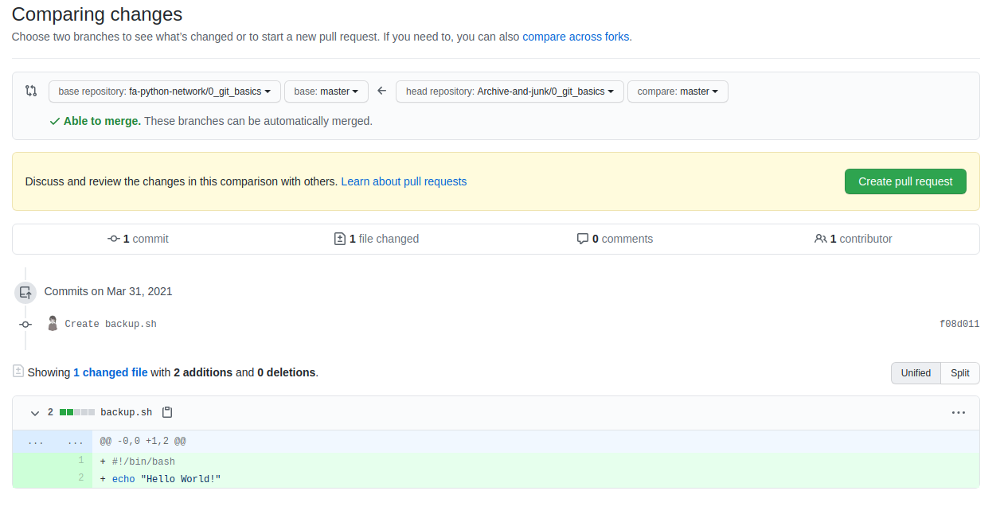 Comparing changes
Choose two branches to see what's changed or to start a new pull request. If you need to, you can also compare across forks.
base repository: fa-python-network/0_git_basics base: master head repository: Archive-and-junk/0_git_basics compare: master
Able to merge. These branches can be automatically merged.
Discuss and review the changes in this comparison with others. Learn about pull requests Create pull request
1 commit 1 file changed 0 comments 1 contributor
Commits on Mar 31, 2021
Create backup.sh f08d011
Showing 1 changed file with 2 additions and 0 deletions. Unified Split
2 backup.sh
... ... @@ -0,0 +1,2 @@
1 + #!/bin/bash
2 + echo "Hello World!"